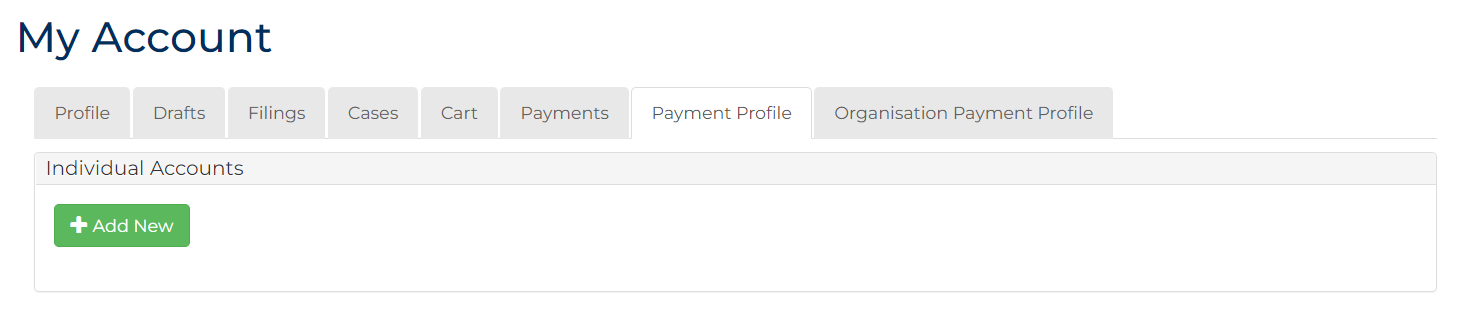 My Account
Profile Drafts Filings Cases Cart Payments Payment Profile Organisation Payment Profile
Individual Accounts
Add New